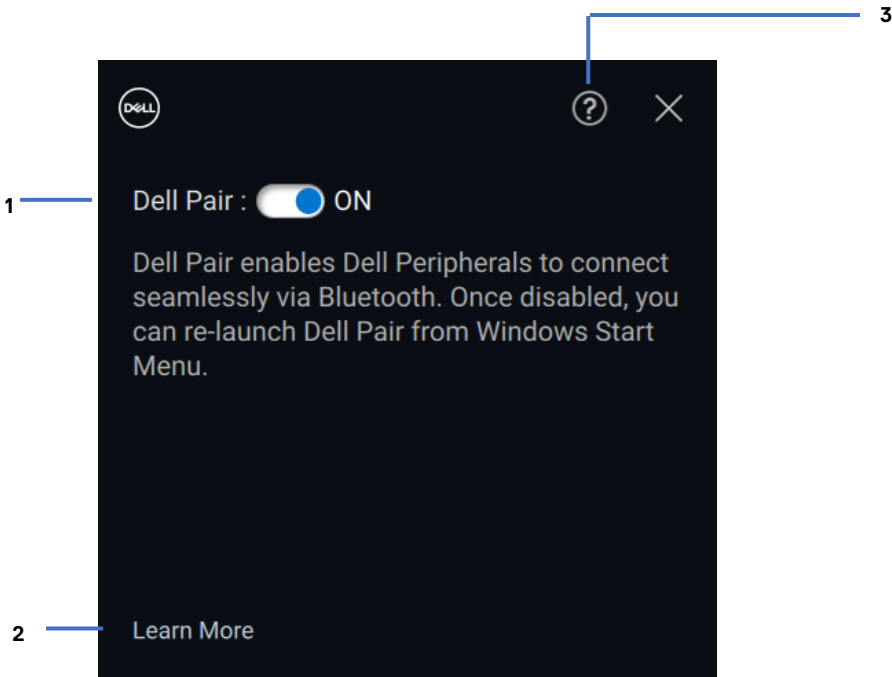 3
DELL
?
1
Dell Pair : ON
Dell Pair enables Dell Peripherals to connect
seamlessly via Bluetooth. Once disabled, you
can re-launch Dell Pair from Windows Start
Menu.
2
Learn More